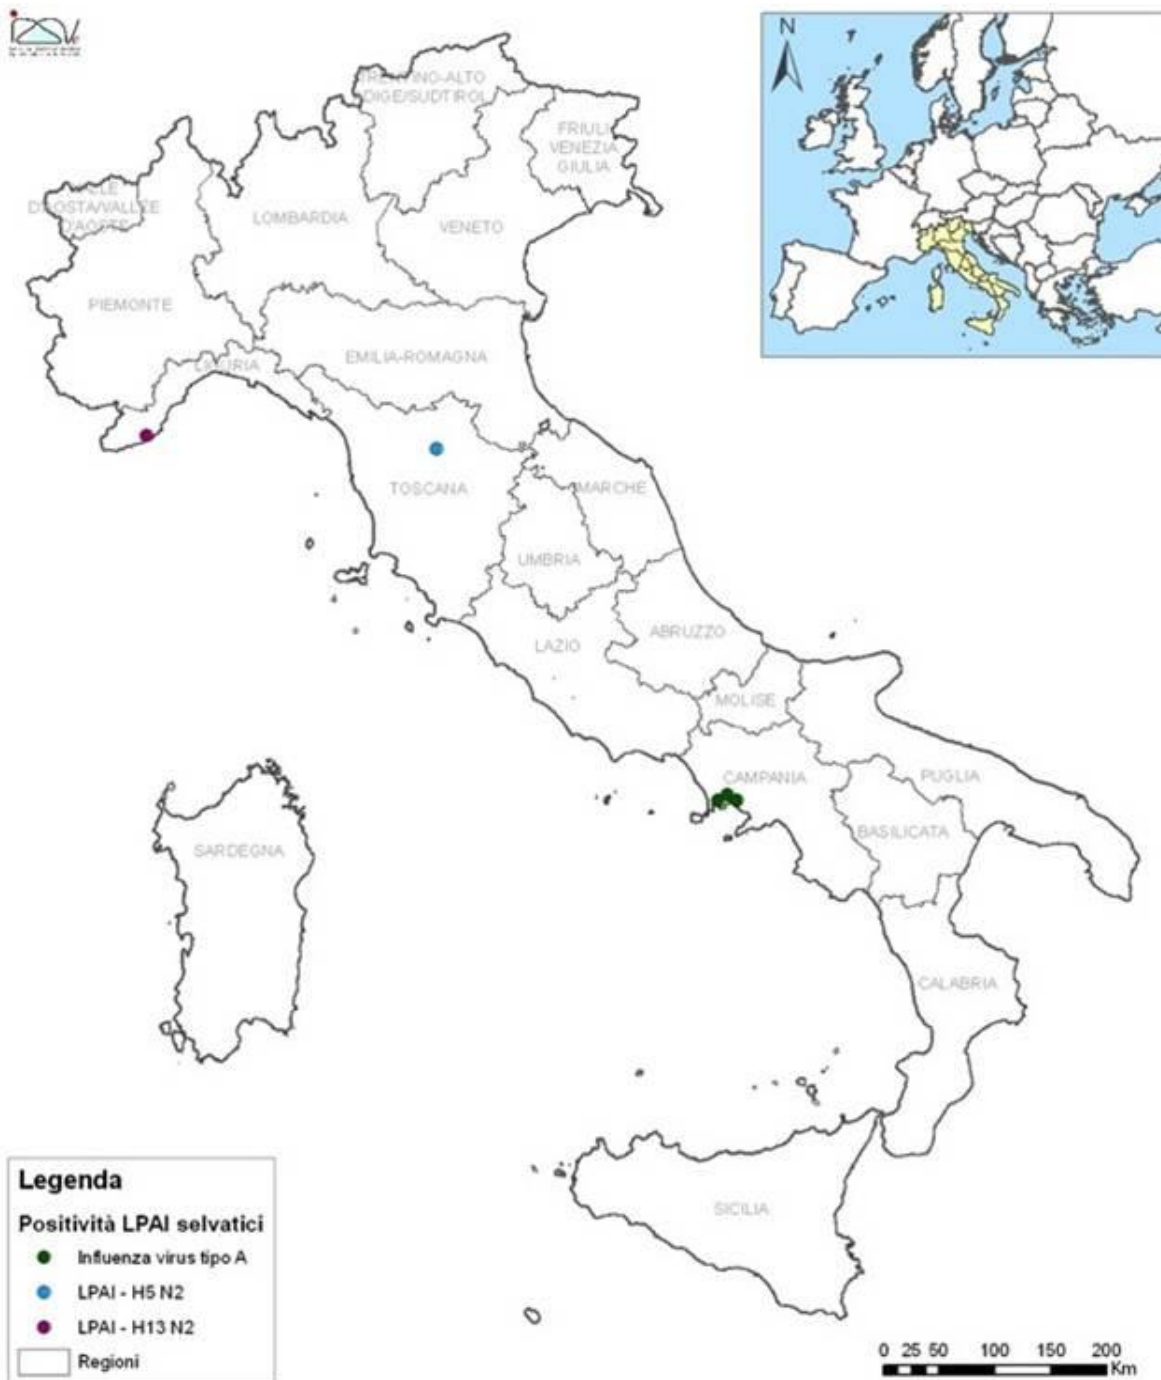 N
TRENTINO-ALTO
ADIGE/SUDTIROL
FRIULI
VENEZIA
GIULIA
VALLE
D'AOSTA/VALLÉE
D'AOSTE
LOMBARDIA
VENETO
PIEMONTE
EMILIA-ROMAGNA
LIGURIA
TOSCANA
MARCHE
UMBRIA
ABRUZZO
LAZIO
MOLISE
CAMPANIA
PUGLIA
BASILICATA
SARDEGNA
CALABRIA
SICILIA
Legenda
Positività LPAI selvatici
Influenza virus tipo A
LPAI - H5 N2
LPAI - H13 N2
Regioni
0 25 50 100 150 200
Km